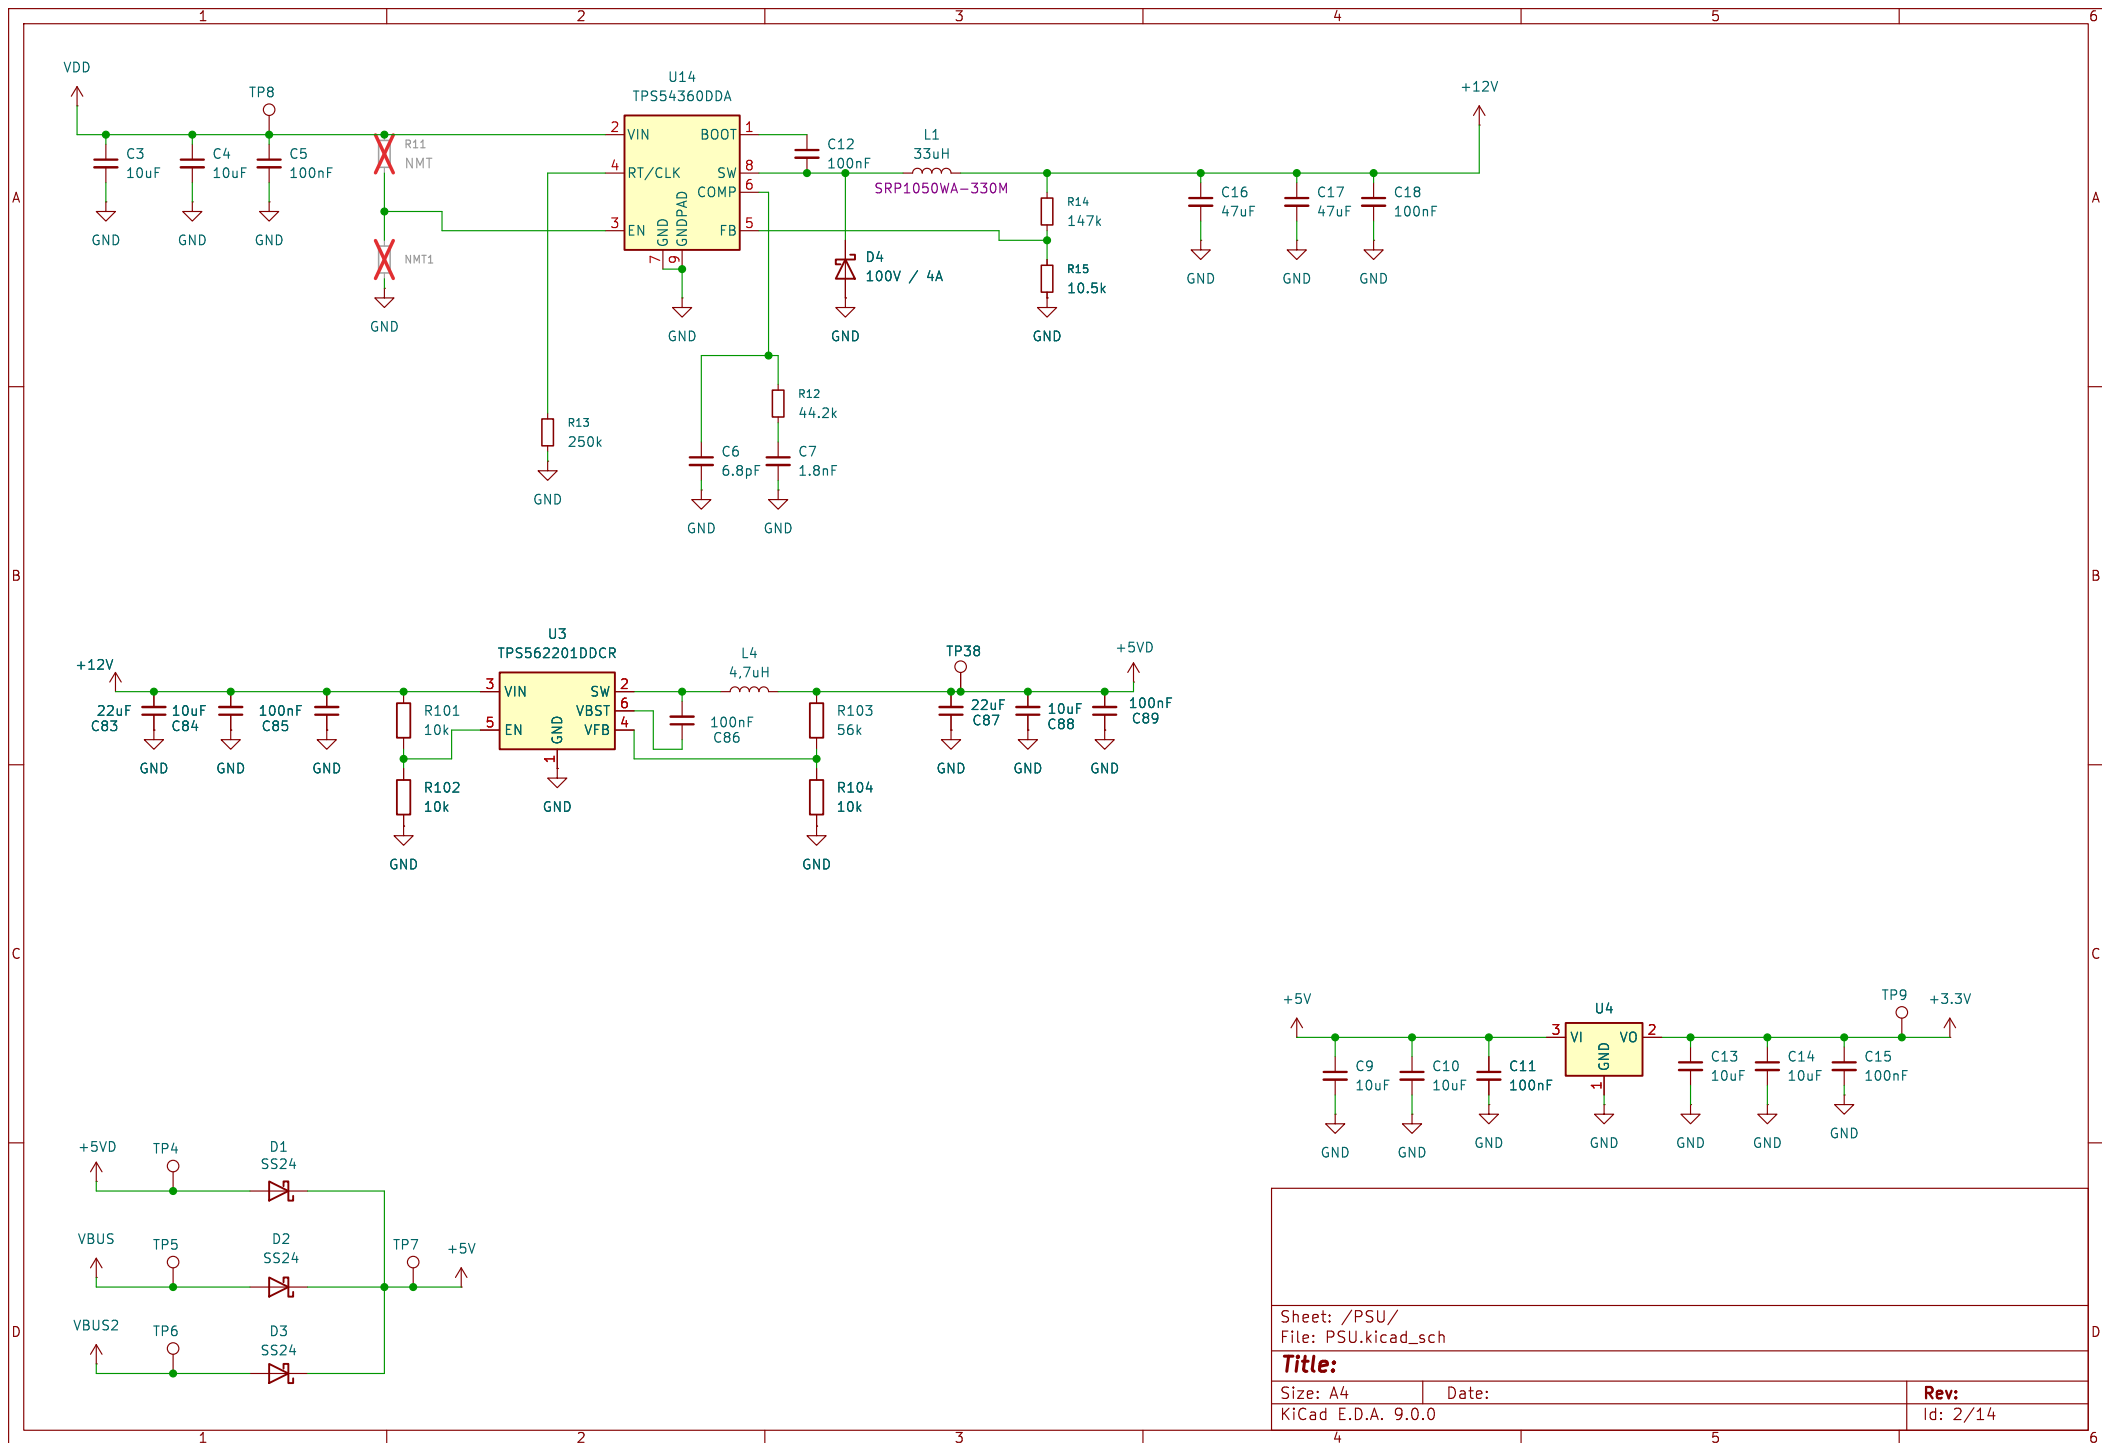 1 2 3 4 5 6
A
B
C
D
A
B
C
D
VDD
TP8
C3
10uF
C4
10uF
C5
100nF
GND
GND
GND
R11
NMT
NMT1
GND
U14
TPS54360DDA
2 VIN
4 RT/CLK
3 EN
BOOT 1
SW 8
COMP 6
FB 5
GND 7
GNDPAD 9
GND
C12
100nF
L1
33uH
SRP1050WA-330M
D4
100V / 4A
GND
R14
147k
R15
10.5k
GND
C16
47uF
C17
47uF
C18
100nF
GND
GND
GND
+12V
R13
250k
GND
R12
44.2k
C6
6.8pF
C7
1.8nF
GND
GND
+12V
22uF
C83
10uF
C84
100nF
C85
GND
GND
GND
R101
10k
R102
10k
GND
U3
TPS562201DDCR
3 VIN
5 EN
SW 2
VBST 6
VFB 4
GND 1
GND
L4
4,7uH
100nF
C86
R103
56k
R104
10k
GND
TP38
22uF
C87
10uF
C88
100nF
C89
+5VD
GND
GND
GND
+5V
C9
10uF
C10
10uF
C11
100nF
GND
GND
GND
U4
3 VI
VO 2
GND 1
GND
C13
10uF
C14
10uF
C15
100nF
TP9
+3.3V
GND
GND
GND
+5VD
TP4
D1
SS24
VBUS
TP5
D2
SS24
TP7
+5V
VBUS2
TP6
D3
SS24
Sheet: /PSU/
File: PSU.kicad_sch
Title:
Size: A4 Date: Rev:
KiCad E.D.A. 9.0.0 Id: 2/14
1 2 3 4 5 6